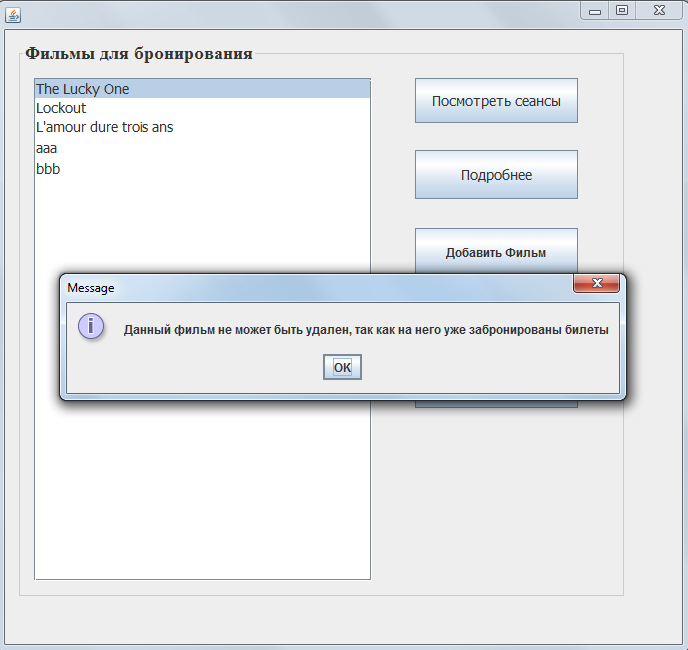 Фильмы для бронирования
The Lucky One
Lockout
L'amour dure trois ans
aaa
bbb
Посмотреть сеансы
Подробнее
Добавить Фильм
Message
Данный фильм не может быть удален, так как на него уже забронированы билеты
OK